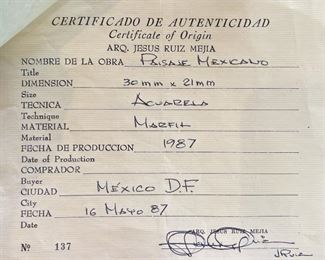 CERTIFICADO DE AUTENTICIDAD
Certificate of Origin
ARQ. JESUS RUIZ MEJIA
NOMBRE DE LA OBRA PAISAJE MEXICANO
Title
DIMENSION 30mm x 21mm
Size
TECNICA ACUARELA
Technique
MATERIAL MARFIL
Material
FECHA DE PRODUCCION 1987
Date of Production
COMPRADOR
Buyer
CIUDAD MÉXICO D.F.
City
FECHA 16 MAYO 87
Date
ARQ. JESUS RUIZ MEJIA
Nº 137
J Ruiz